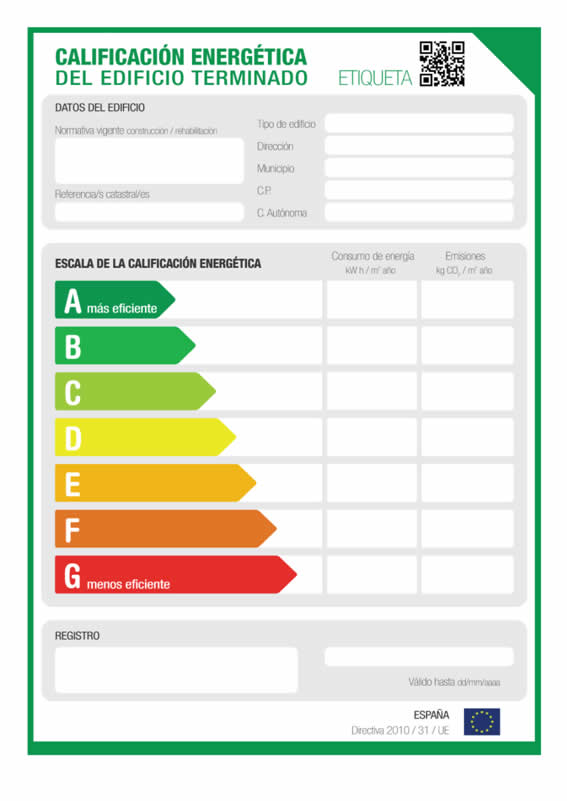 CALIFICACIÓN ENERGÉTICA
DEL EDIFICIO TERMINADO
ETIQUETA
DATOS DEL EDIFICIO
Normativa vigente construcción / rehabilitación
Referencia/s catastral/es
Tipo de edificio
Dirección
Municipio
C.P.
C. Autónoma
ESCALA DE LA CALIFICACIÓN ENERGÉTICA
Consumo de energía
kW h / m² año
Emisiones
kg CO₂ / m² año
A más eficiente
B
C
D
E
F
G menos eficiente
REGISTRO
Válido hasta dd/mm/aaaa
ESPAÑA
Directiva 2010 / 31 / UE